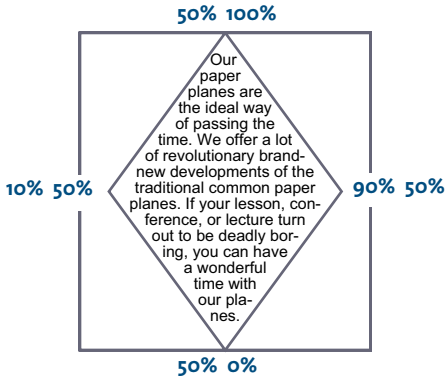 50% 100%
Our
paper
planes are
the ideal way
of passing the
time. We offer a lot
of revolutionary brand-
new developments of the
traditional common paper
planes. If your lesson, con-
ference, or lecture turn
out to be deadly bor-
ing, you can have
a wonderful
time with
our pla-
nes.
10% 50%
90% 50%
50% 0%